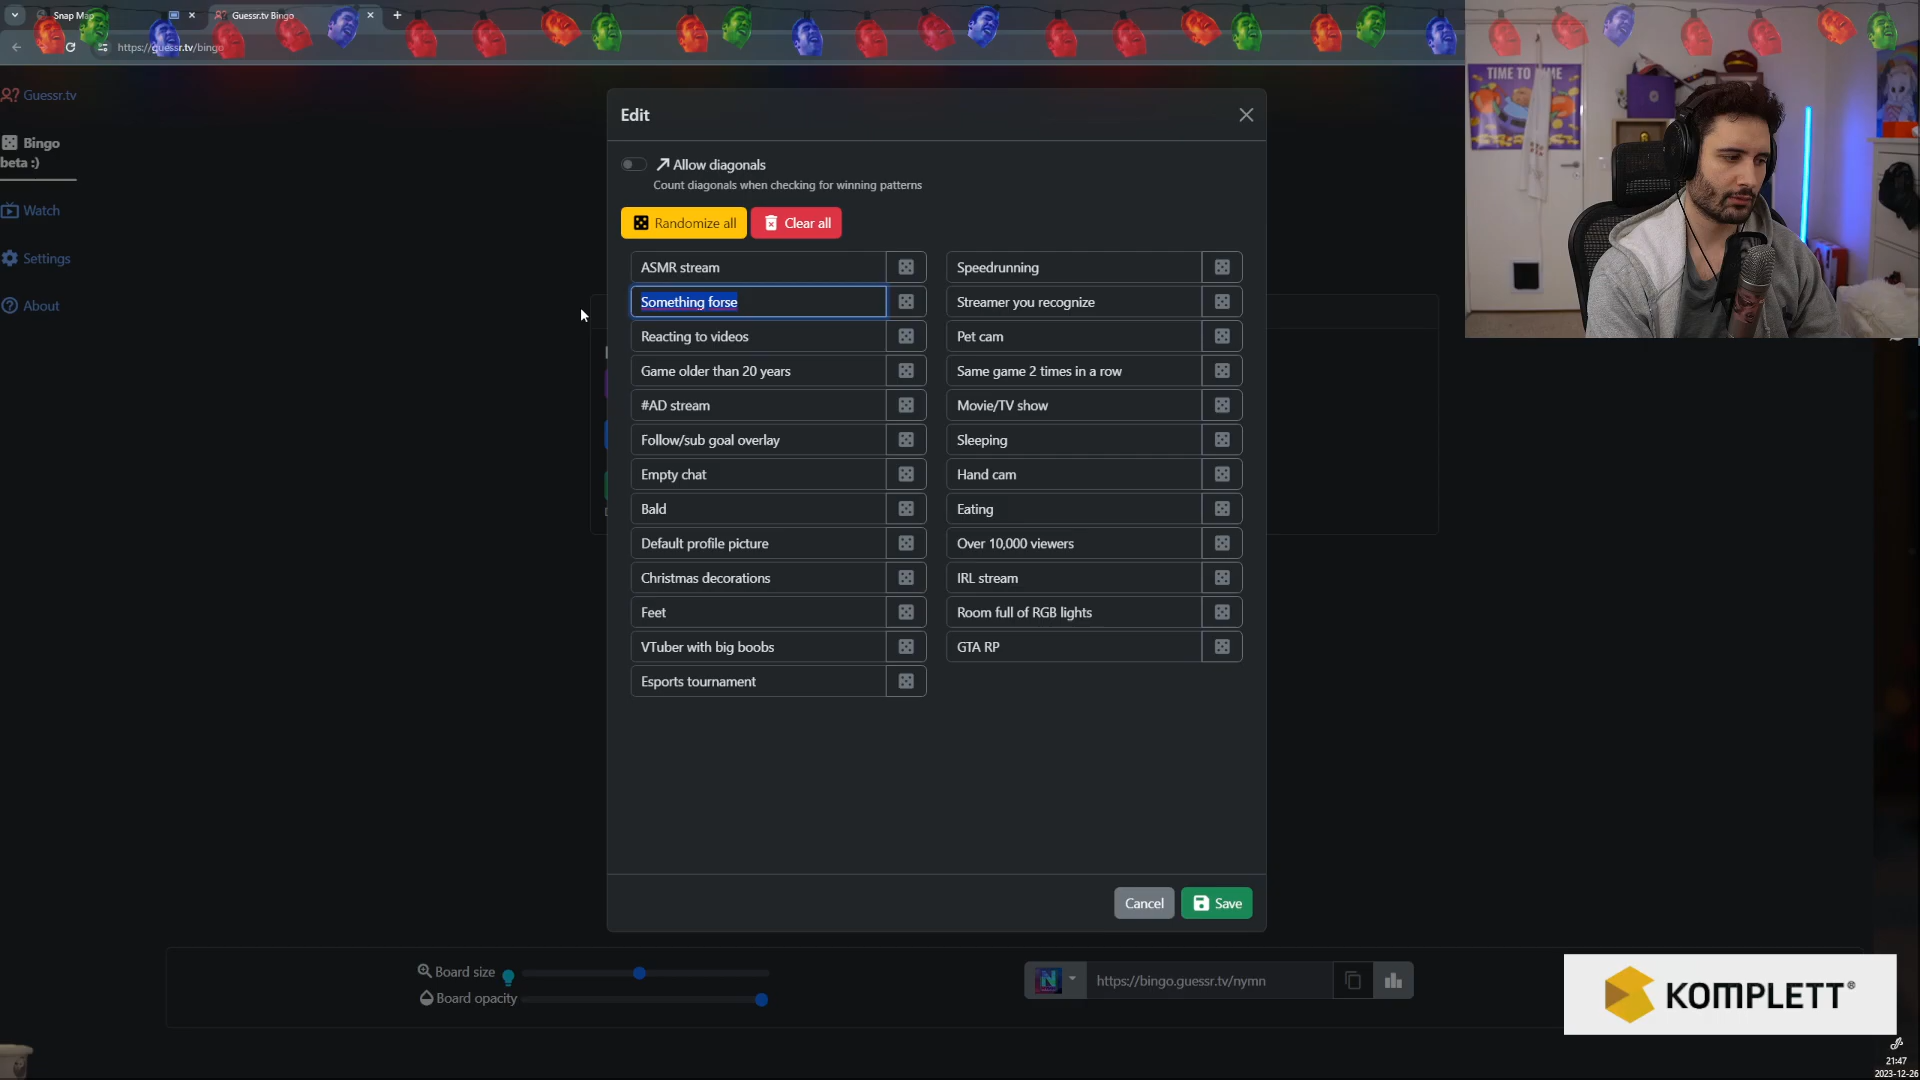 Snap Map
Guessr.tv Bingo
https://guessr.tv/bingo
Guessr.tv
Bingo
beta :)
Watch
Settings
About
Edit
Allow diagonals
Count diagonals when checking for winning patterns
Randomize all
Clear all
ASMR stream
Something forse
Reacting to videos
Game older than 20 years
#AD stream
Follow/sub goal overlay
Empty chat
Bald
Default profile picture
Christmas decorations
Feet
VTuber with big boobs
Esports tournament
Speedrunning
Streamer you recognize
Pet cam
Same game 2 times in a row
Movie/TV show
Sleeping
Hand cam
Eating
Over 10,000 viewers
IRL stream
Room full of RGB lights
GTA RP
Cancel
Save
Board size
Board opacity
N
https://bingo.guessr.tv/nymn
TIME TO
KOMPLETT®
21:47
2023-12-26